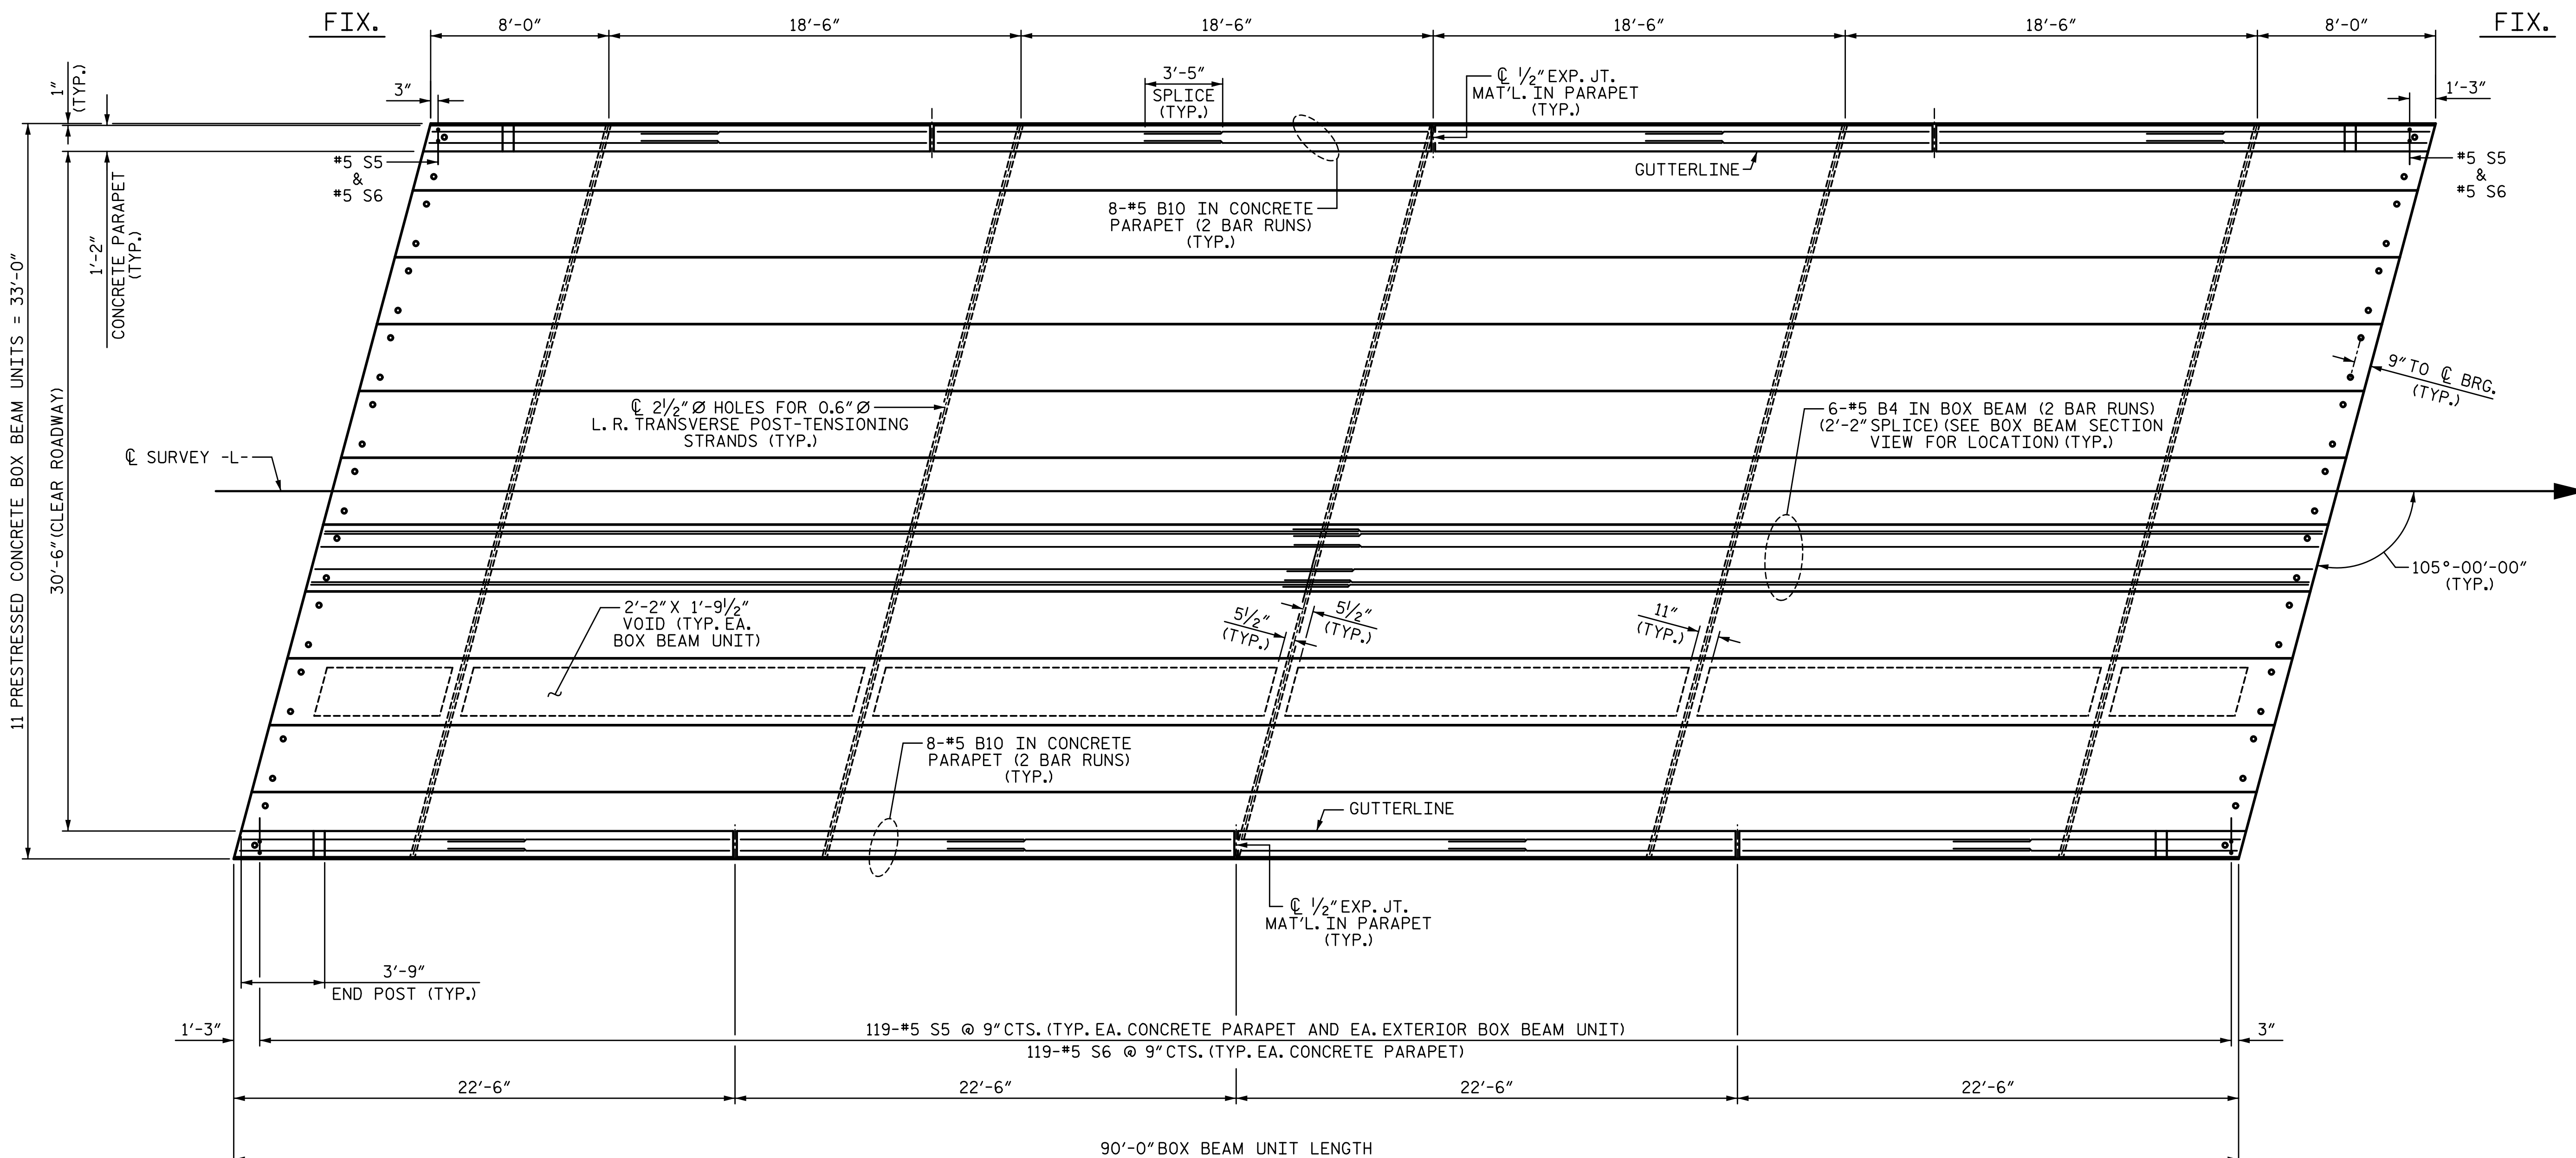 FIX.
8'-0"
18'-6"
18'-6"
18'-6"
18'-6"
8'-0"
FIX.
1"
(TYP.)
3"
3'-5"
SPLICE
(TYP.)
℄ 1/2" EXP. JT.
MAT'L. IN PARAPET
(TYP.)
1'-3"
#5 S5
&
#5 S6
GUTTERLINE
#5 S5
&
#5 S6
1'-2"
CONCRETE PARAPET
(TYP.)
8-#5 B10 IN CONCRETE
PARAPET (2 BAR RUNS)
(TYP.)
11 PRESTRESSED CONCRETE BOX BEAM UNITS = 33'-0"
30'-6" (CLEAR ROADWAY)
℄ 2 1/2" Ø HOLES FOR 0.6" Ø
L. R. TRANSVERSE POST-TENSIONING
STRANDS (TYP.)
6-#5 B4 IN BOX BEAM (2 BAR RUNS)
(2'-2" SPLICE) (SEE BOX BEAM SECTION
VIEW FOR LOCATION) (TYP.)
9" TO ℄ BRG.
(TYP.)
℄ SURVEY -L-
105°-00'-00"
(TYP.)
2'-2" X 1'-9 1/2"
VOID (TYP. EA.
BOX BEAM UNIT)
5 1/2"
(TYP.)
5 1/2"
(TYP.)
11"
(TYP.)
8-#5 B10 IN CONCRETE
PARAPET (2 BAR RUNS)
(TYP.)
GUTTERLINE
℄ 1/2" EXP. JT.
MAT'L. IN PARAPET
(TYP.)
3'-9"
END POST (TYP.)
1'-3"
119-#5 S5 @ 9" CTS. (TYP. EA. CONCRETE PARAPET AND EA. EXTERIOR BOX BEAM UNIT)
3"
119-#5 S6 @ 9" CTS. (TYP. EA. CONCRETE PARAPET)
22'-6"
22'-6"
22'-6"
22'-6"
90'-0" BOX BEAM UNIT LENGTH